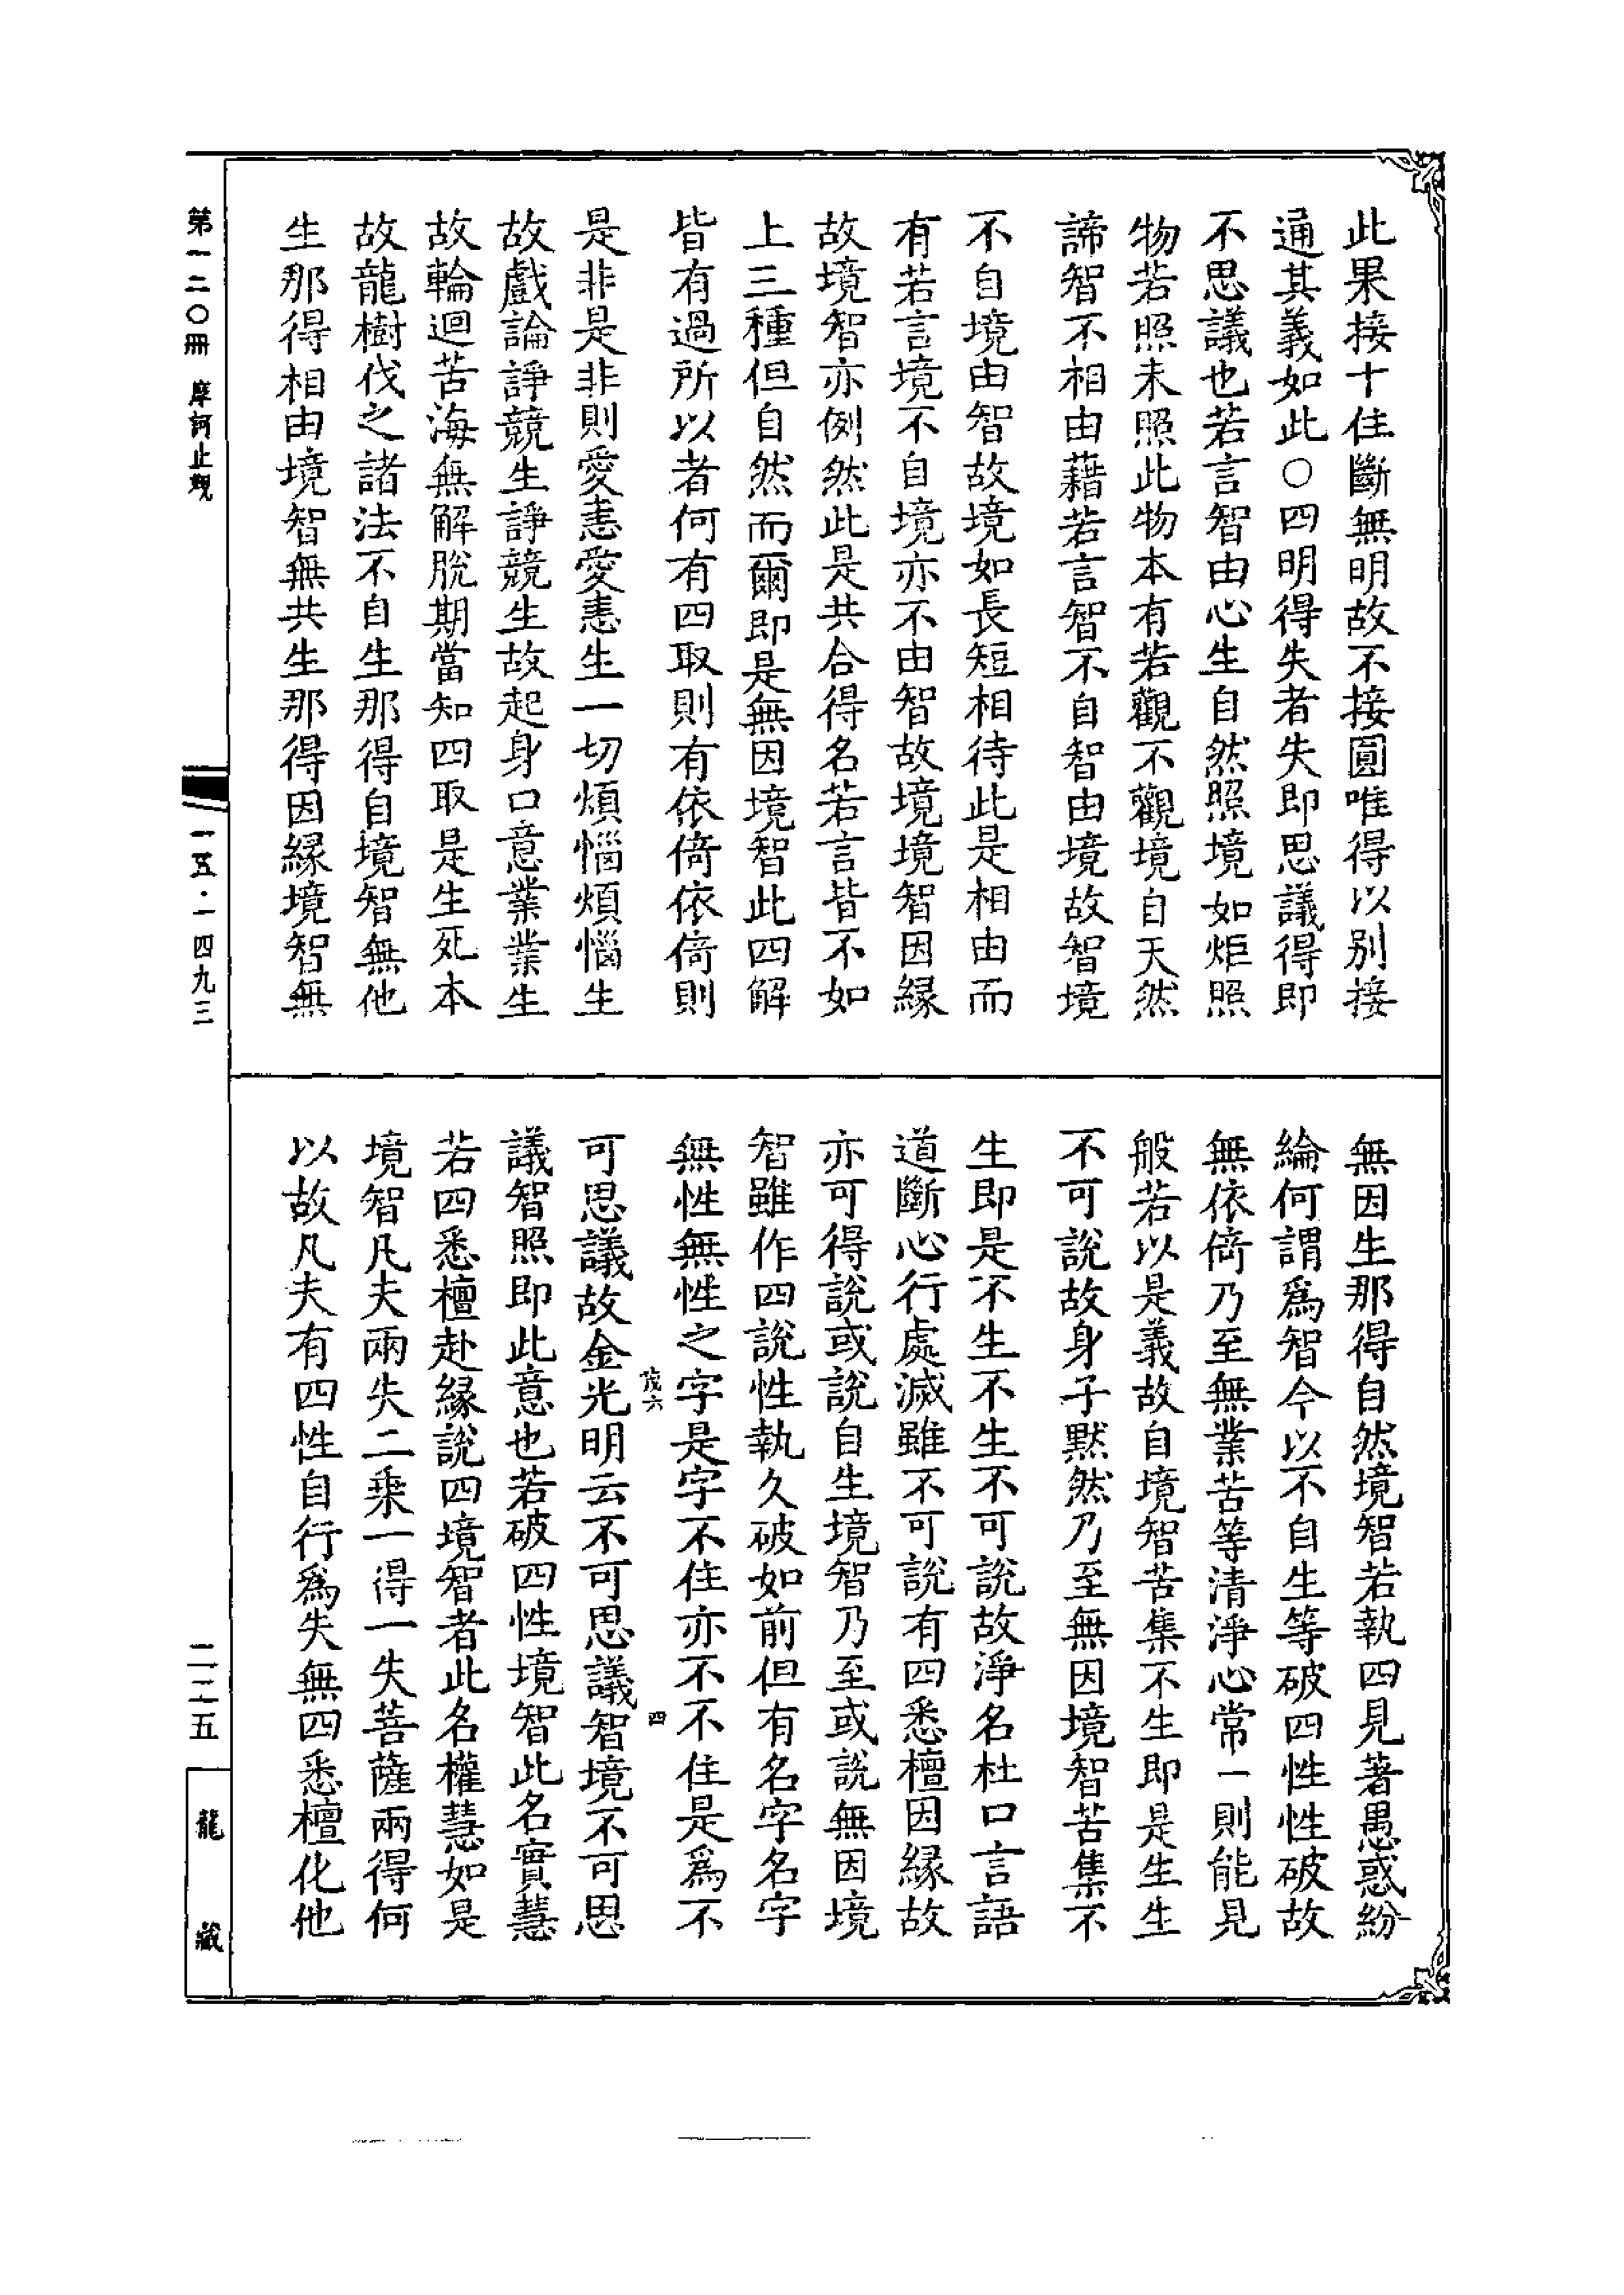 此果接十住斷無明故不接圓唯得以別接
通其義如此○四明得失者失即思議得即
不思議也若言智由心生自然照境如炬照
物若照未照此物本有若觀不觀境自天然
諦智不相由藉若言智不自智由境故智境
不自境由智故境如長短相待此是相由而
有若言境不自境亦不由智故境境智因緣
故境智亦例然此是共合得名若言皆不如
上三種但自然而爾即是無因境智此四解
皆有過所以者何有四取則有依倚依倚則
是非是非則愛恚愛恚生一切煩惱煩惱生
故戲論諍競生諍競生故起身口意業業生
故輪迴苦海無解脫期當知四取是生死本
故龍樹伐之諸法不自生那得自境智無他
生那得相由境智無共生那得因緣境智無
無因生那得自然境智若執四見著愚惑紛
綸何謂爲智今以不自生等破四性性破故
無依倚乃至無業苦等清淨心常一則能見
般若以是義故自境智苦集不生即是生生
不可說故身子默然乃至無因境智苦集不
生即是不生不生不可說故淨名杜口言語
道斷心行處滅雖不可說有四悉檀因緣故
亦可得說或說自生境智乃至或說無因境
智雖作四說性執久破如前但有名字名字
無性無性之字是字不住亦不不住是爲不
茂六
四
可思議故金光明云不可思議智境不可思
議智照即此意也若破四性境智此名實慧
若四悉檀赴緣說四境智者此名權慧如是
境智凡夫兩失二乘一得一失菩薩兩得何
以故凡夫有四性自行爲失無四悉檀化他
第一二〇冊 摩訶止觀
一五·一四九三
二二五
龍藏